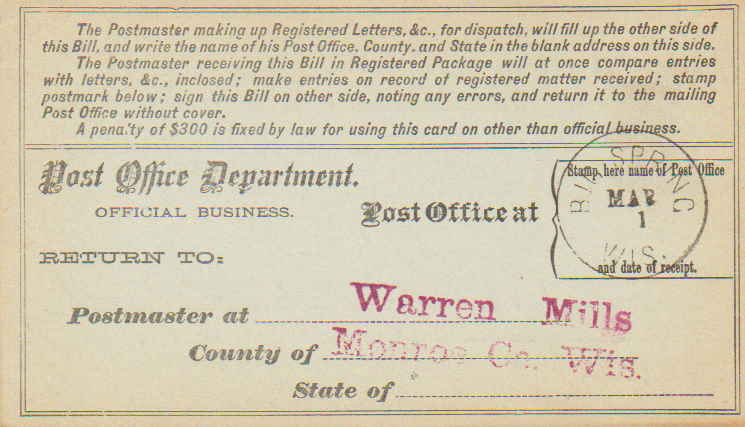 The Postmaster making up Registered Letters, &c., for dispatch, will fill up the other side of
this Bill, and write the name of his Post Office, County, and State in the blank address on this side.
The Postmaster receiving this Bill in Registered Package will at once compare entries
with letters, &c., inclosed; make entries on record of registered matter received; stamp
postmark below; sign this Bill on other side, noting any errors, and return it to the mailing
Post Office without cover.
A penalty of $300 is fixed by law for using this card on other than official business.
Post Office Department.
OFFICIAL BUSINESS.
Post Office at
Stamp here name of Post Office
and date of receipt.
BIG SPRING
MAR
1
WIS.
RETURN TO:
Postmaster at Warren Mills
County of Monroe Co. Wis.
State of